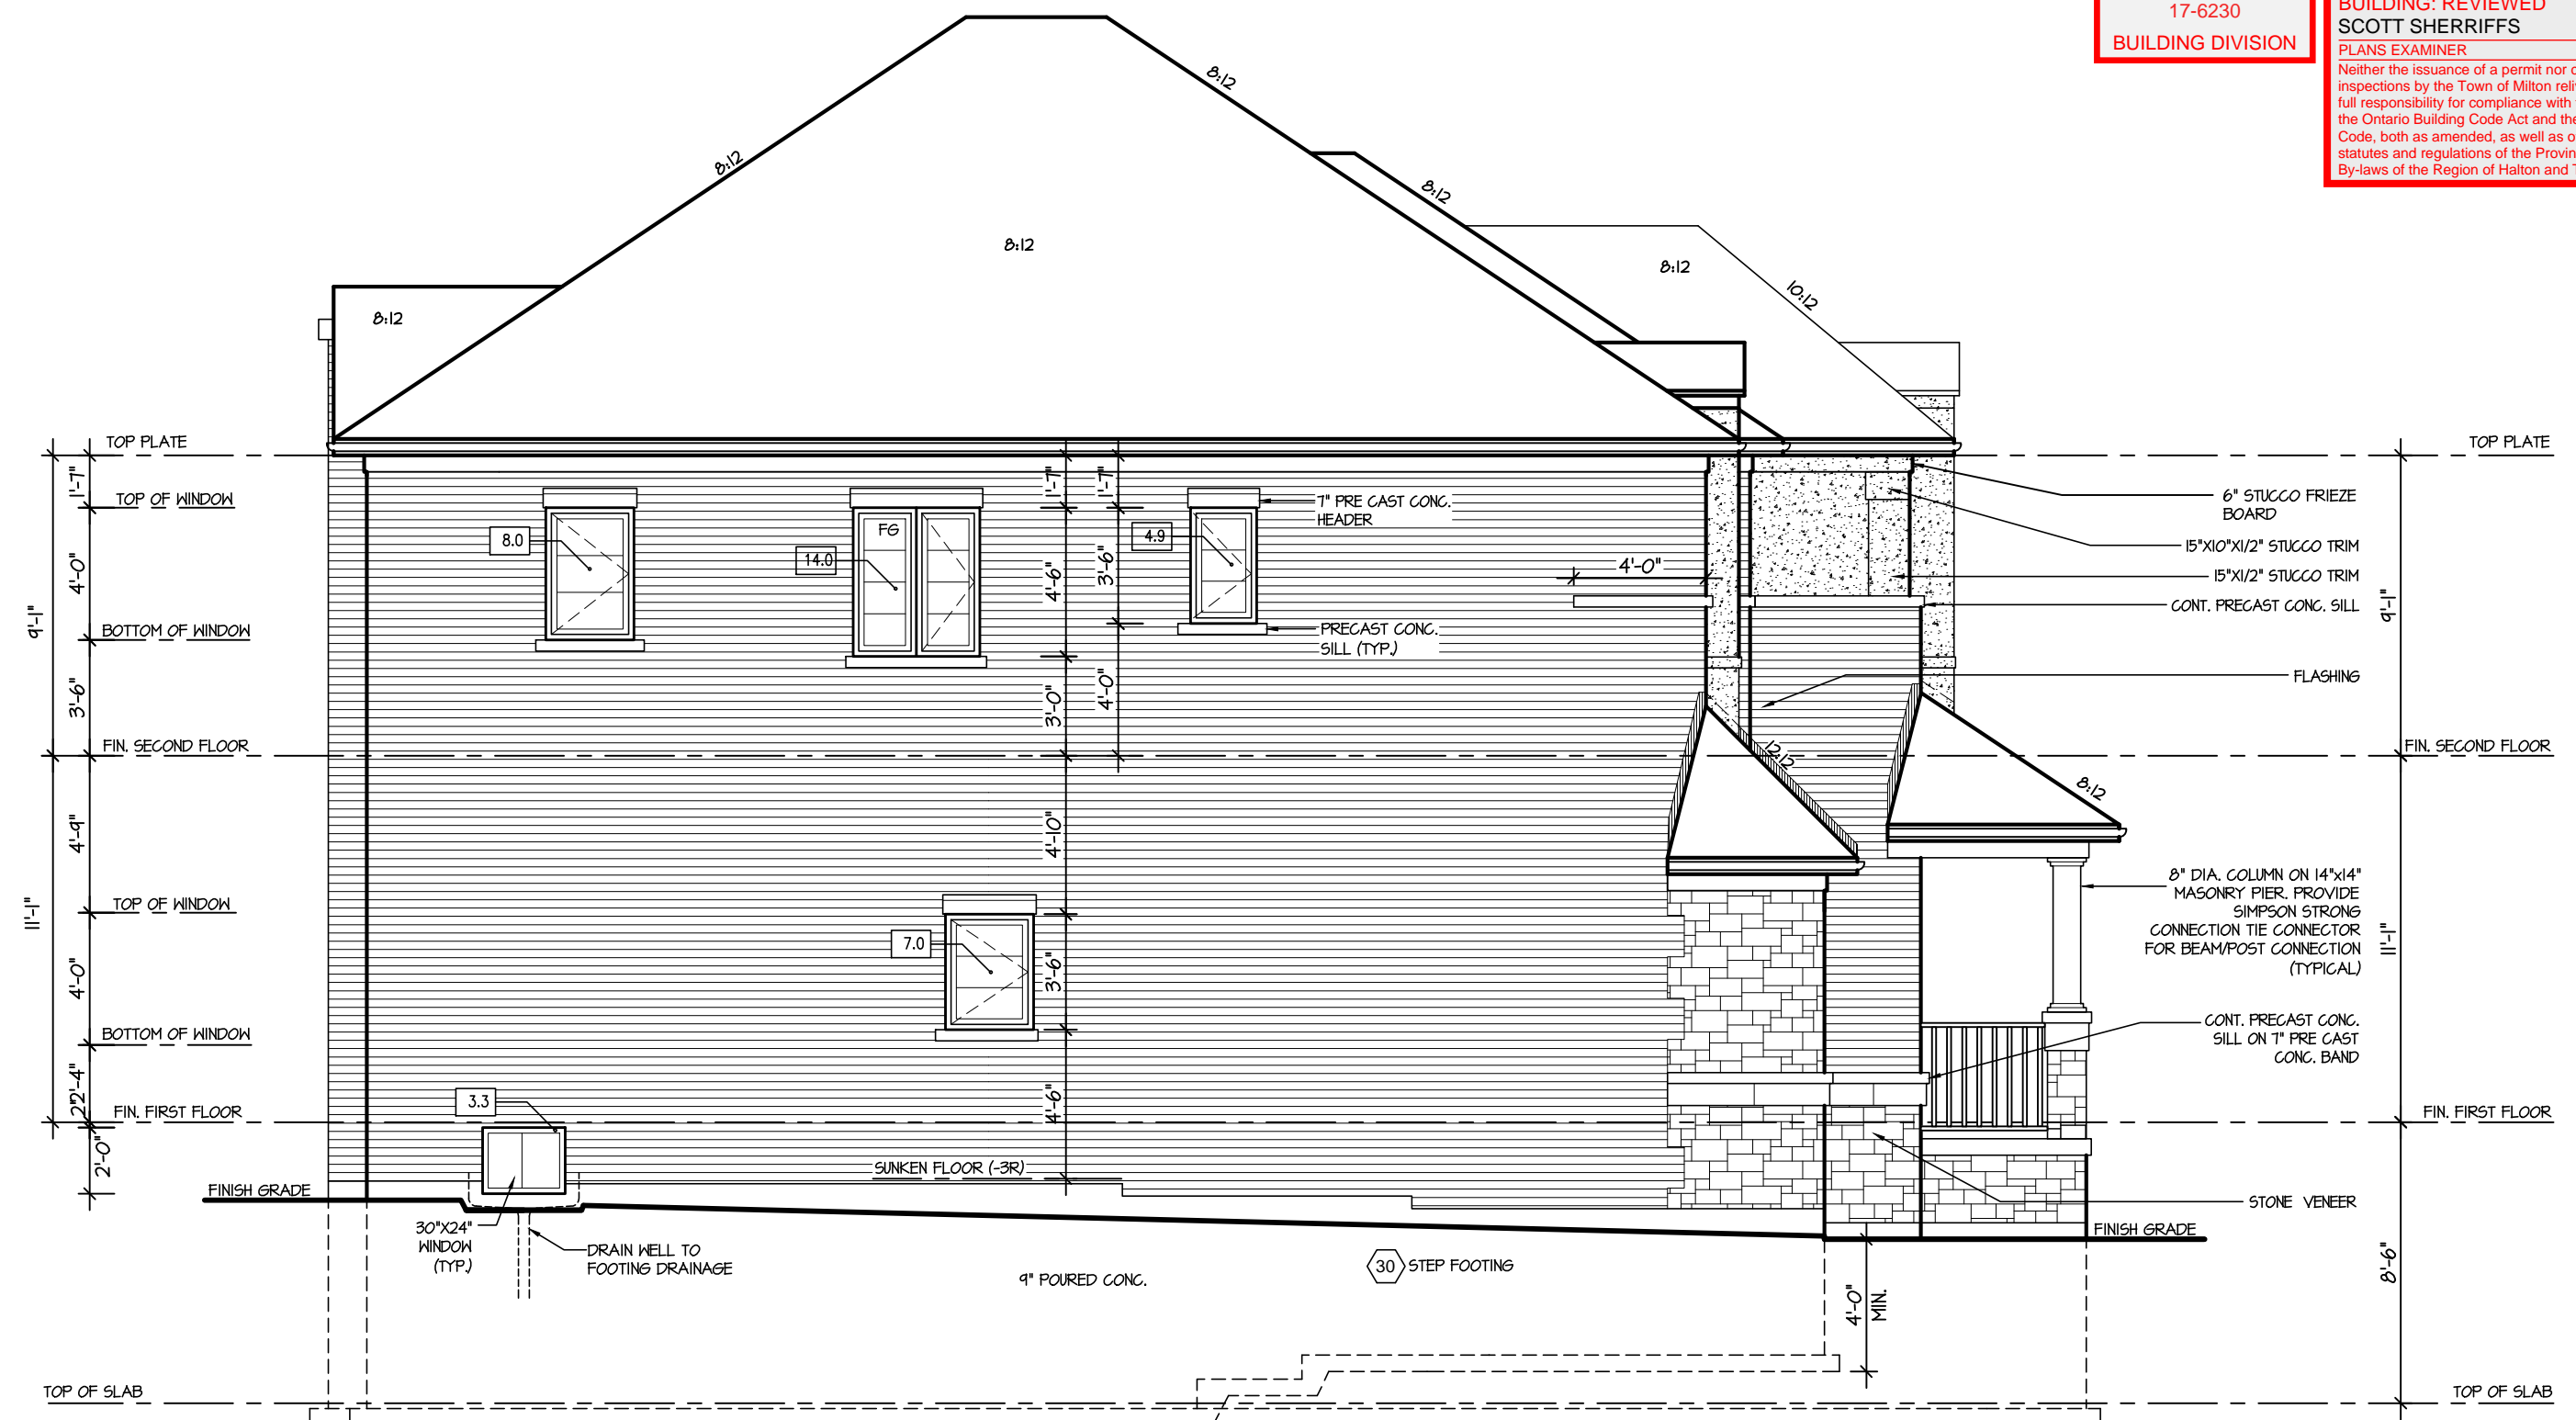 17-6230
BUILDING DIVISION
BUILDING: REVIEWED
SCOTT SHERRIFFS
PLANS EXAMINER
Neither the issuance of a permit nor
inspections by the Town of Milton
full responsibility for compliance with
the Ontario Building Code Act and
Code, both as amended, as well as
statutes and regulations of the
By-laws of the Region of Halton and
8:12
8:12
8:12
8:12
8:12
8:12
8:12
10:12
TOP PLATE
TOP PLATE
1'-7"
TOP OF WINDOW
4'-0"
BOTTOM OF WINDOW
9'-1"
3'-6"
FIN. SECOND FLOOR
4'-9"
TOP OF WINDOW
11'-1"
4'-0"
BOTTOM OF WINDOW
2'-4"
2"
FIN. FIRST FLOOR
2'-0"
FINISH GRADE
TOP OF SLAB
8.0
14.0
FG
4.9
1'-7"
1'-7"
7" PRE CAST CONC.
HEADER
4'-6"
3'-6"
4'-0"
PRECAST CONC.
SILL (TYP.)
3'-0"
4'-0"
4'-10"
7.0
3'-6"
3.3
4'-6"
SUNKEN FLOOR (-3R)
30"X24"
WINDOW
(TYP.)
DRAIN WELL TO
FOOTING DRAINAGE
9" POURED CONC.
30
STEP FOOTING
4'-0"
MIN.
12:12
8:12
6" STUCCO FRIEZE
BOARD
15"X10"X1/2" STUCCO TRIM
15"X1/2" STUCCO TRIM
CONT. PRECAST CONC. SILL
9'-1"
FLASHING
FIN. SECOND FLOOR
8" DIA. COLUMN ON 14"x14"
MASONRY PIER. PROVIDE
SIMPSON STRONG
CONNECTION TIE CONNECTOR
FOR BEAM/POST CONNECTION
(TYPICAL)
11'-1"
CONT. PRECAST CONC.
SILL ON 7" PRE CAST
CONC. BAND
FIN. FIRST FLOOR
STONE VENEER
FINISH GRADE
8'-6"
TOP OF SLAB